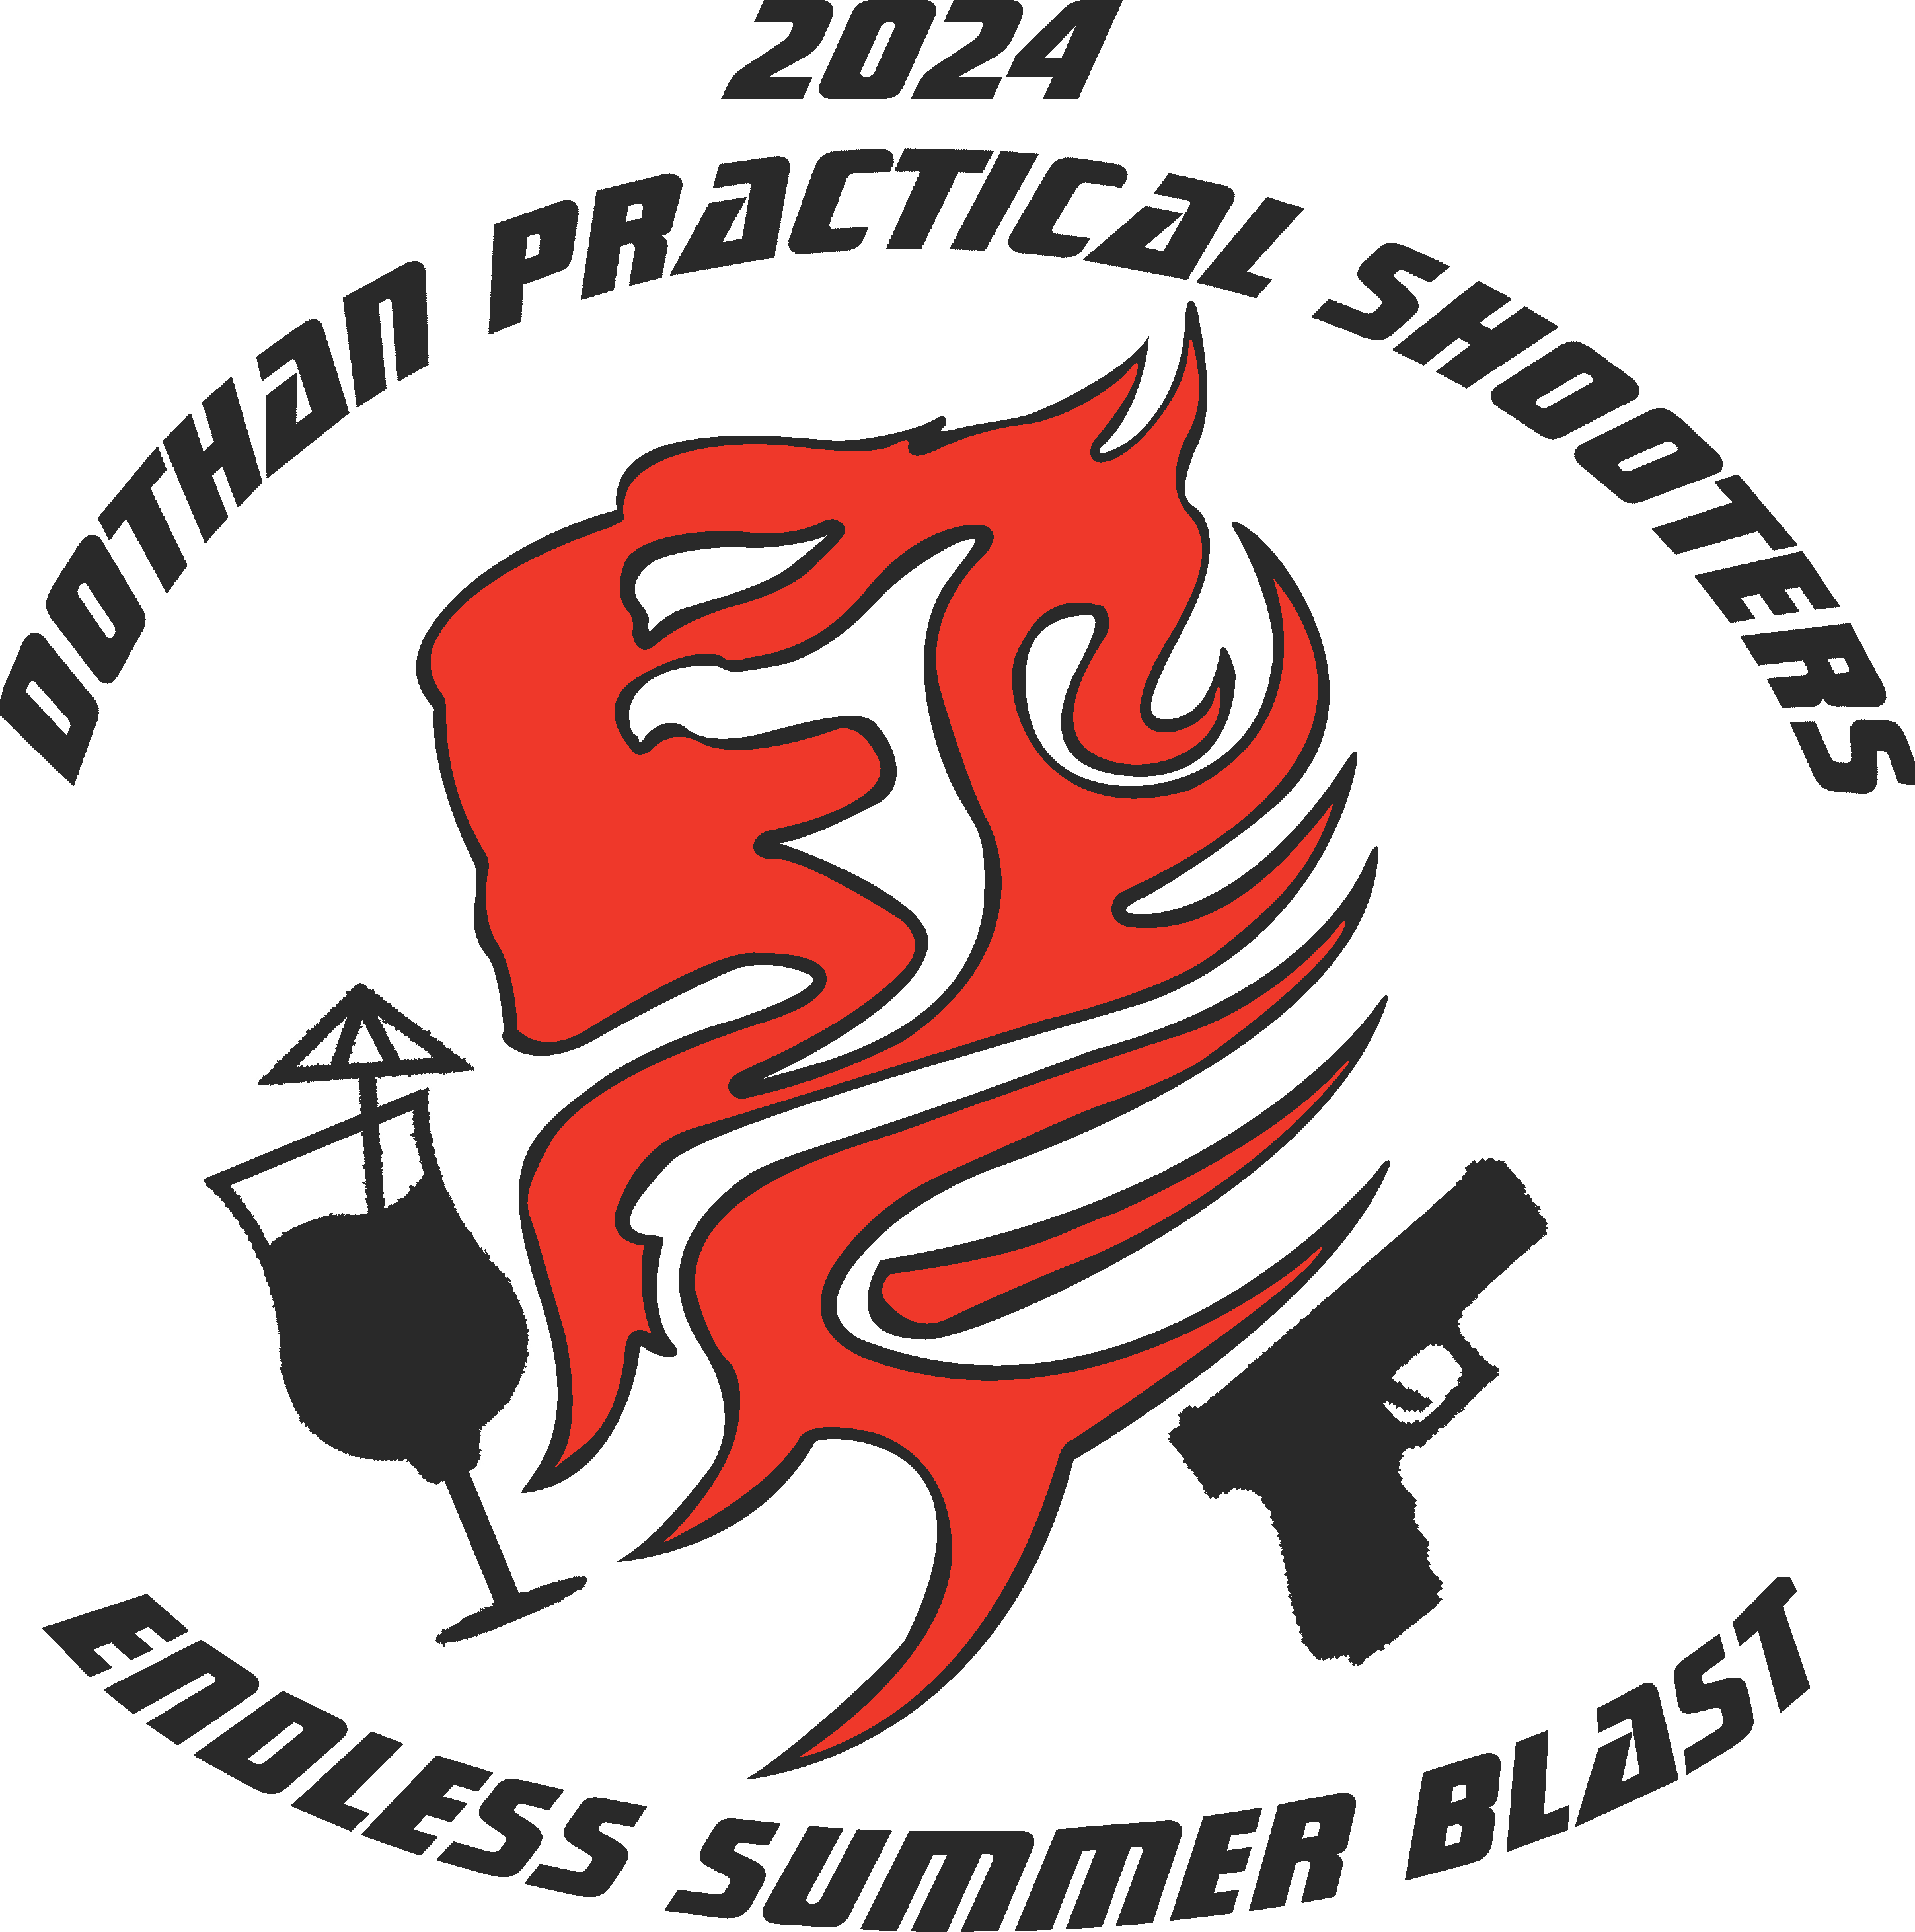 2024
DOTHAN PRACTICAL SHOOTERS
ENDLESS SUMMER BLAST